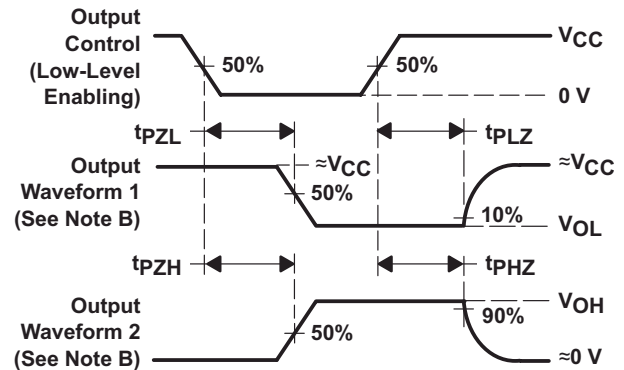 Output
Control
(Low-Level
Enabling)
50%
50%
VCC
0 V
tPZL
tPLZ
Output
Waveform 1
(See Note B)
≈VCC
50%
≈VCC
10%
VOL
tPZH
tPHZ
Output
Waveform 2
(See Note B)
50%
VOH
90%
≈0 V